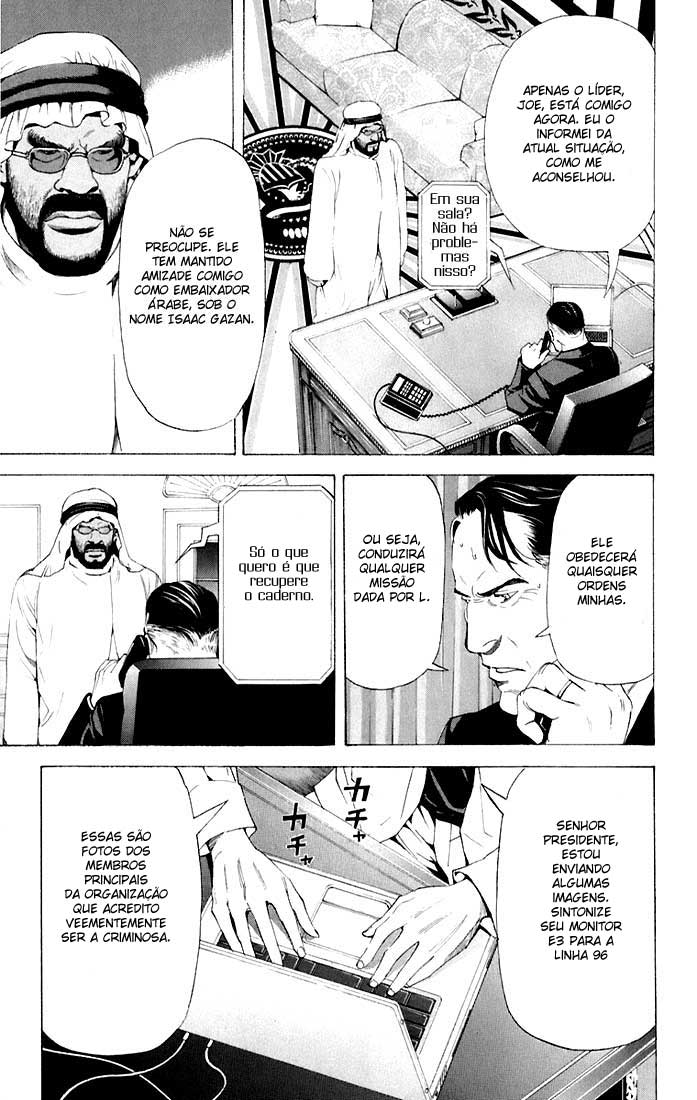 APENAS O LÍDER,
JOE, ESTÁ COMIGO
AGORA. EU O
INFORMEI DA
ATUAL SITUAÇÃO,
COMO ME
ACONSELHOU.
Em sua
sala?
Não há
proble-
mas
nisso?
NÃO SE
PREOCUPE. ELE
TEM MANTIDO
AMIZADE COMIGO
COMO EMBAIXADOR
ÁRABE, SOB O
NOME ISAAC GAZAN.
ELE
OBEDECERÁ
QUAISQUER
ORDENS
MINHAS.
OU SEJA,
CONDUZIRÁ
QUALQUER
MISSÃO
DADA POR L.
Só o que
quero é que
recupere
o caderno.
SENHOR
PRESIDENTE,
ESTOU
ENVIANDO
ALGUMAS
IMAGENS.
SINTONIZE
SEU MONITOR
E3 PARA A
LINHA 96
カチャ
カチャ
ESSAS SÃO
FOTOS DOS
MEMBROS
PRINCIPAIS
DA ORGANIZAÇÃO
QUE ACREDITO
VEEMENTEMENTE
SER A CRIMINOSA.